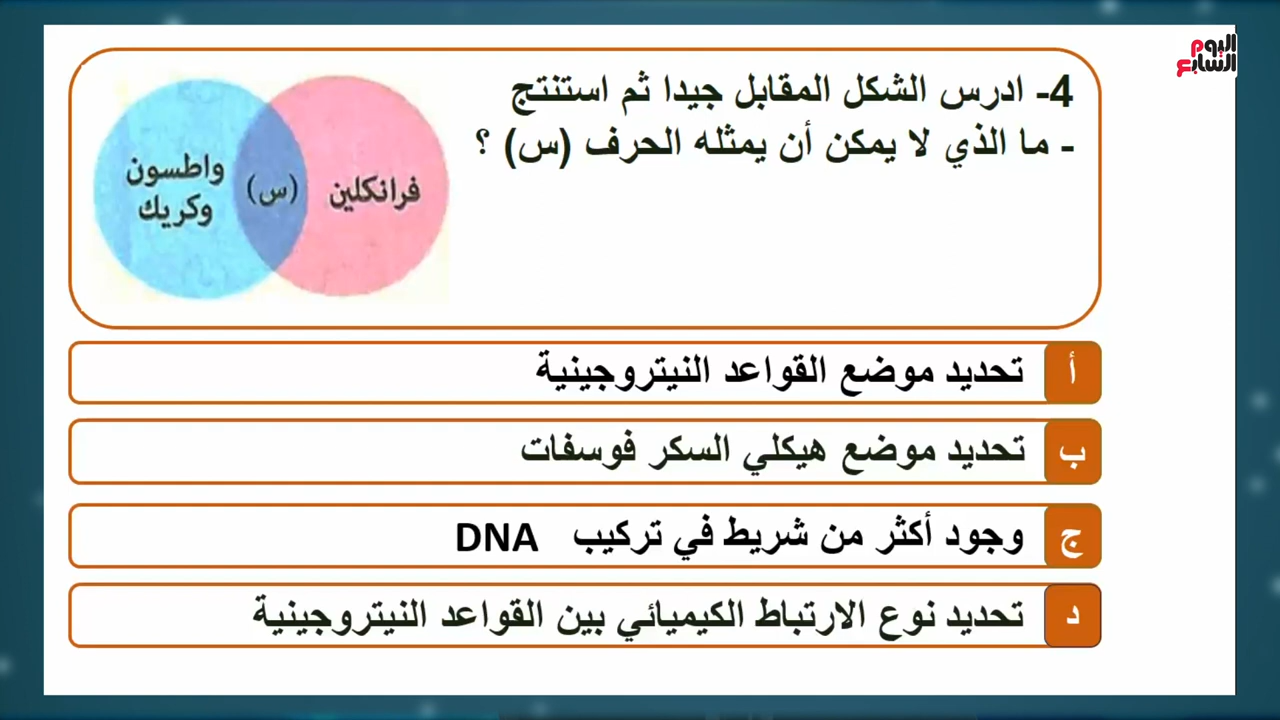 اليوم
السابع
4- ادرس الشكل المقابل جيدا ثم استنتج
- ما الذي لا يمكن أن يمثله الحرف (س) ؟
فرانكلين
(س)
واطسون
وكريك
أ تحديد موضع القواعد النيتروجينية
ب تحديد موضع هيكلي السكر فوسفات
ج وجود أكثر من شريط في تركيب DNA
د تحديد نوع الارتباط الكيميائي بين القواعد النيتروجينية